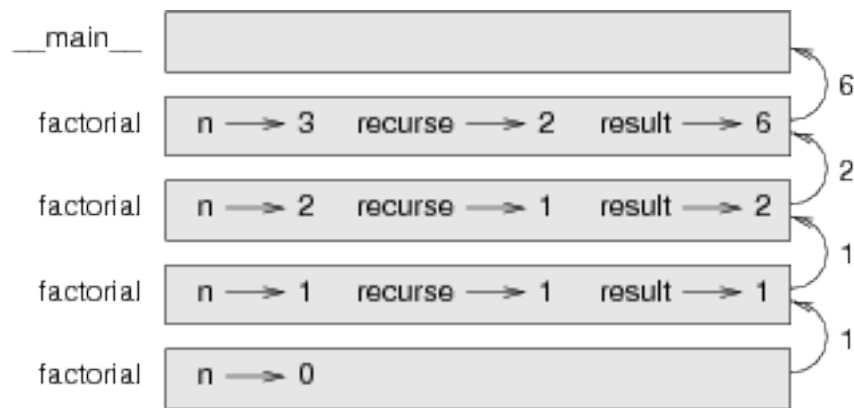 __main__
6
factorial n 3 recurse 2 result 6
2
factorial n 2 recurse 1 result 2
1
factorial n 1 recurse 1 result 1
1
factorial n 0